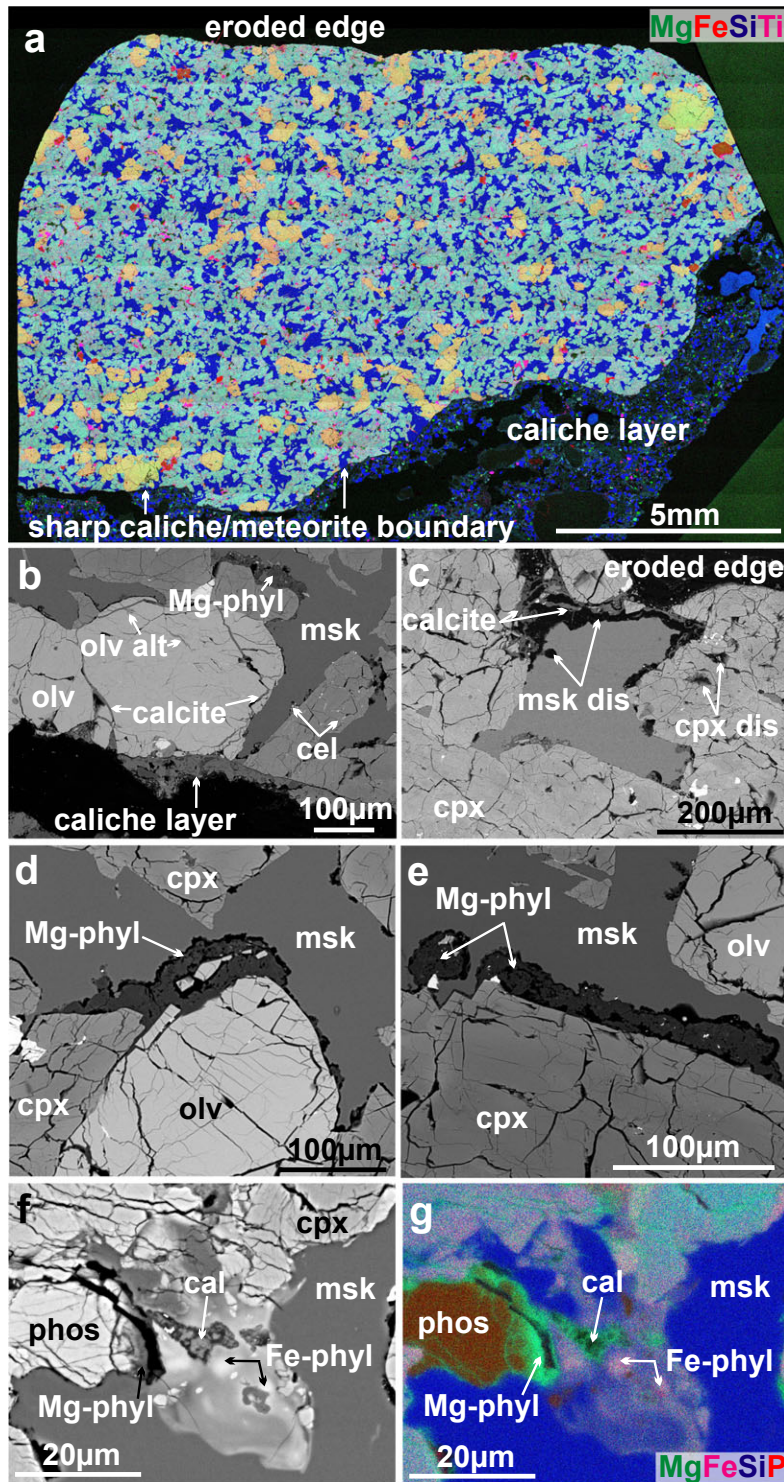 a
eroded edge
MgFeSiTi
caliche layer
sharp caliche/meteorite boundary
5mm
b
Mg-phyl
msk
olv alt
olv
calcite
cel
caliche layer
100µm
c
eroded edge
calcite
msk dis
cpx dis
cpx
200µm
d
cpx
Mg-phyl
msk
cpx
olv
100µm
e
Mg-phyl
msk
olv
cpx
100µm
f
cpx
msk
cal
phos
Fe-phyl
Mg-phyl
20µm
g
msk
cal
phos
Fe-phyl
Mg-phyl
20µm
MgFeSiP